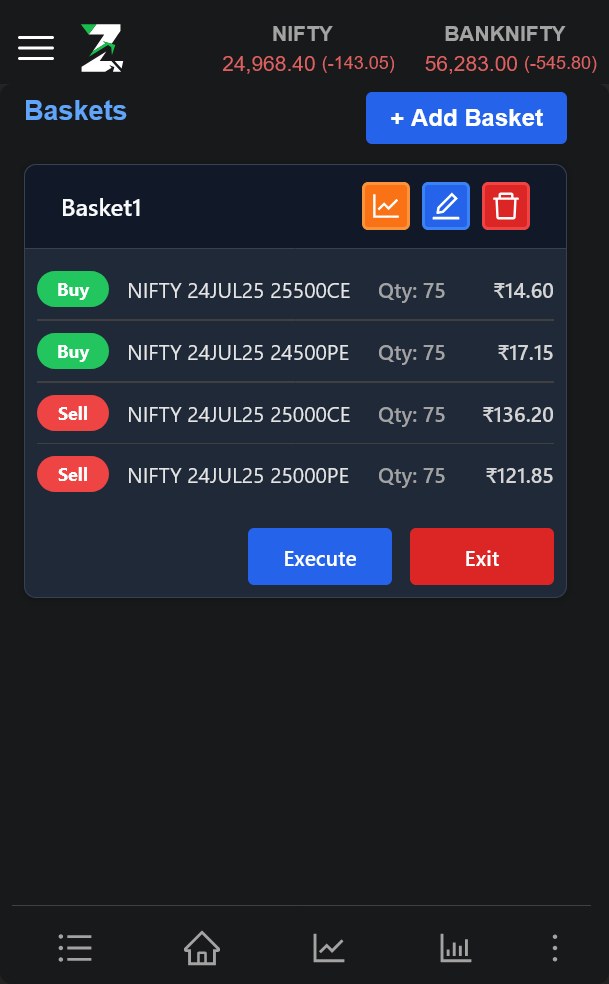 NIFTY BANKNIFTY
24,968.40 (-143.05) 56,283.00 (-545.80)
Baskets + Add Basket
Basket1
Buy NIFTY 24JUL25 25500CE Qty: 75 ₹14.60
Buy NIFTY 24JUL25 24500PE Qty: 75 ₹17.15
Sell NIFTY 24JUL25 25000CE Qty: 75 ₹136.20
Sell NIFTY 24JUL25 25000PE Qty: 75 ₹121.85
Execute Exit